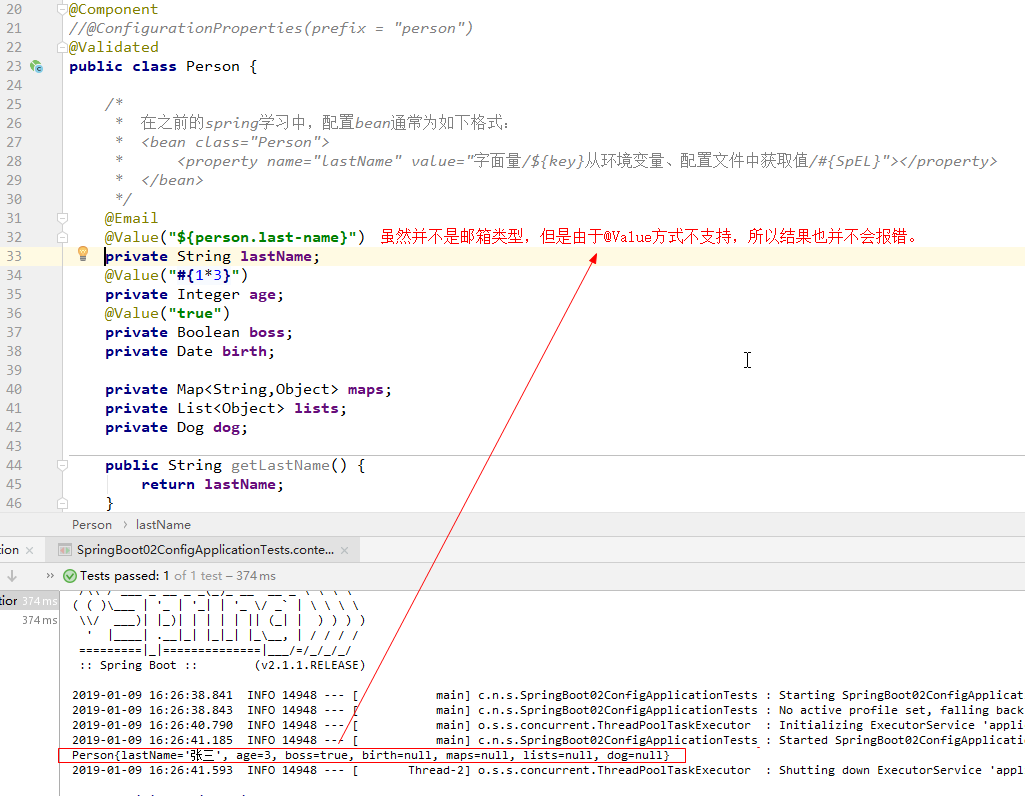 20 @Component
21 //@ConfigurationProperties(prefix = "person")
22 @Validated
23 public class Person {
24
25 /*
26 * 在之前的spring学习中，配置bean通常为如下格式：
27 * <bean class="Person">
28 * <property name="lastName" value="字面量/${key}从环境变量、配置文件中获取值/#{SpEL}"></property>
29 * </bean>
30 */
31 @Email
32 @Value("${person.last-name}") 虽然并不是邮箱类型，但是由于@Value方式不支持，所以结果也并不会报错。
33 private String lastName;
34 @Value("#{1*3}")
35 private Integer age;
36 @Value("true")
37 private Boolean boss;
38 private Date birth;
39
40 private Map<String,Object> maps;
41 private List<Object> lists;
42 private Dog dog;
43
44 public String getLastName() {
45 return lastName;
46 }
Person › lastName
tion × SpringBoot02ConfigApplicationTests.conte... ×
» Tests passed: 1 of 1 test – 374 ms
tior 374 ms
374 ms
:: Spring Boot :: (v2.1.1.RELEASE)
2019-01-09 16:26:38.841 INFO 14948 --- [ main] c.n.s.SpringBoot02ConfigApplicationTests : Starting SpringBoot02ConfigApplicat
2019-01-09 16:26:38.843 INFO 14948 --- [ main] c.n.s.SpringBoot02ConfigApplicationTests : No active profile set, falling back
2019-01-09 16:26:40.790 INFO 14948 --- [ main] o.s.s.concurrent.ThreadPoolTaskExecutor : Initializing ExecutorService 'appli
2019-01-09 16:26:41.185 INFO 14948 --- [ main] c.n.s.SpringBoot02ConfigApplicationTests : Started SpringBoot02ConfigApplicatio
Person{lastName='张三', age=3, boss=true, birth=null, maps=null, lists=null, dog=null}
2019-01-09 16:26:41.593 INFO 14948 --- [ Thread-2] o.s.s.concurrent.ThreadPoolTaskExecutor : Shutting down ExecutorService 'appl